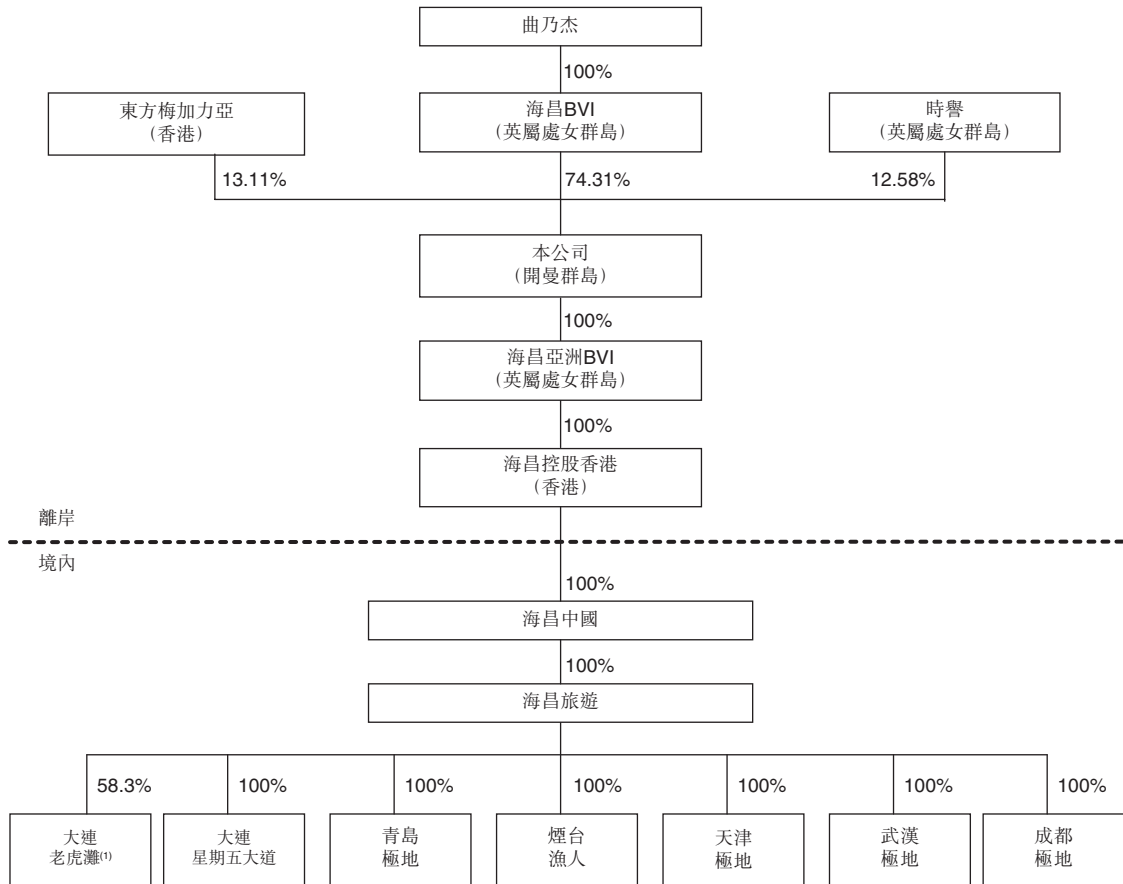 曲乃杰
100%
東方梅加力亞
(香港)
海昌BVI
(英屬處女群島)
時譽
(英屬處女群島)
13.11%
74.31%
12.58%
本公司
(開曼群島)
100%
海昌亞洲BVI
(英屬處女群島)
100%
海昌控股香港
(香港)
離岸
境內
100%
海昌中國
100%
海昌旅遊
58.3%
100%
100%
100%
100%
100%
100%
大連
老虎灘(1)
大連
星期五大道
青島
極地
煙台
漁人
天津
極地
武漢
極地
成都
極地